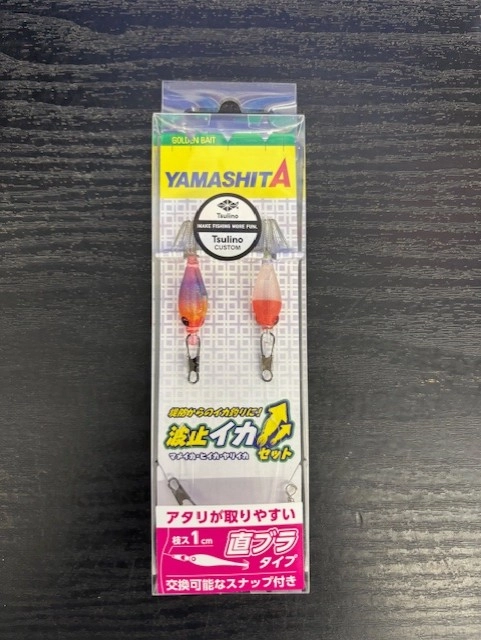 GOLDEN BAIT
YAMASHITA
Tsulino
MAKE FISHING MORE FUN.
Tsulino
CUSTOM
堤防からのイカ釣りに!
波止イカ
セット
マメイカ・ヒイカ・ヤリイカ
アタリが取りやすい
枝ス1cm
直ブラ
タイプ
交換可能なスナップ付き